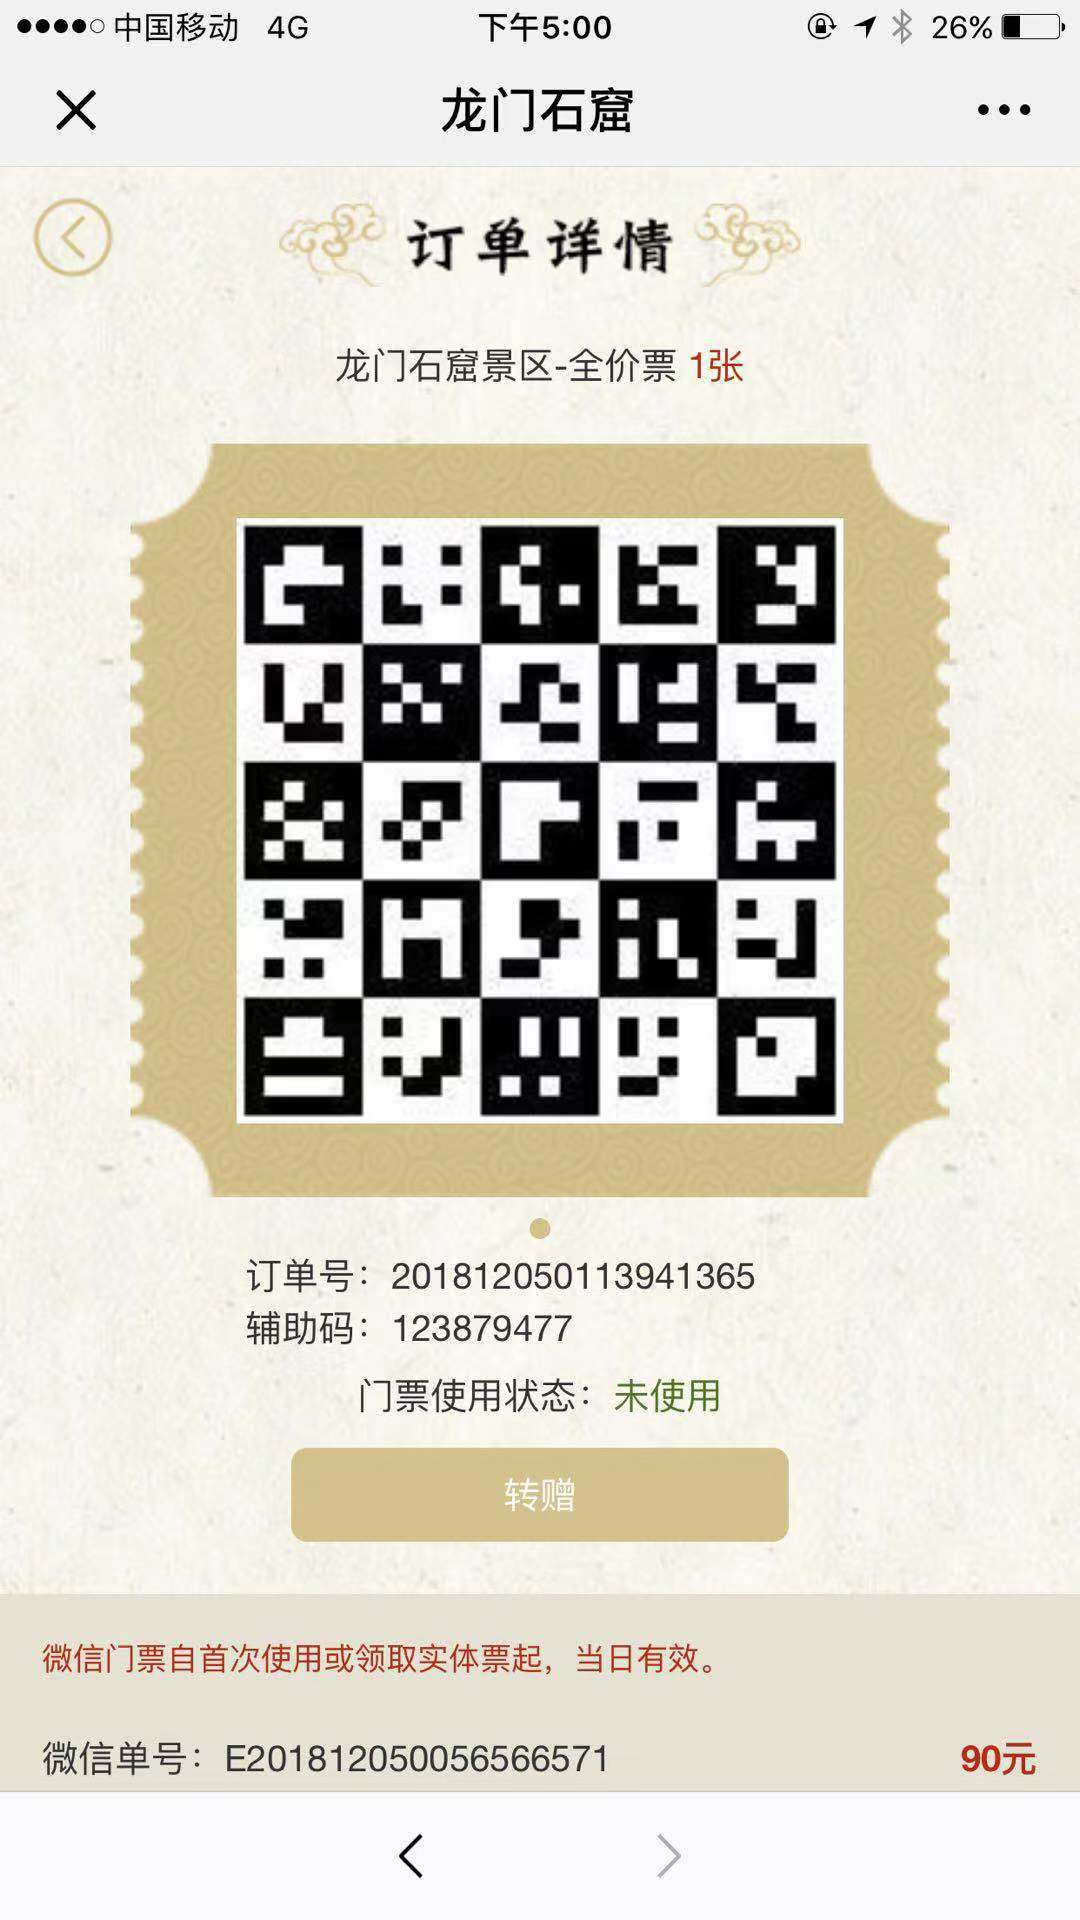 中国移动 4G 下午5:00 26%
龙门石窟
订单详情
龙门石窟景区-全价票 1张
订单号：201812050113941365
辅助码：123879477
门票使用状态：未使用
转赠
微信门票自首次使用或领取实体票起，当日有效。
微信单号：E201812050056566571 90元